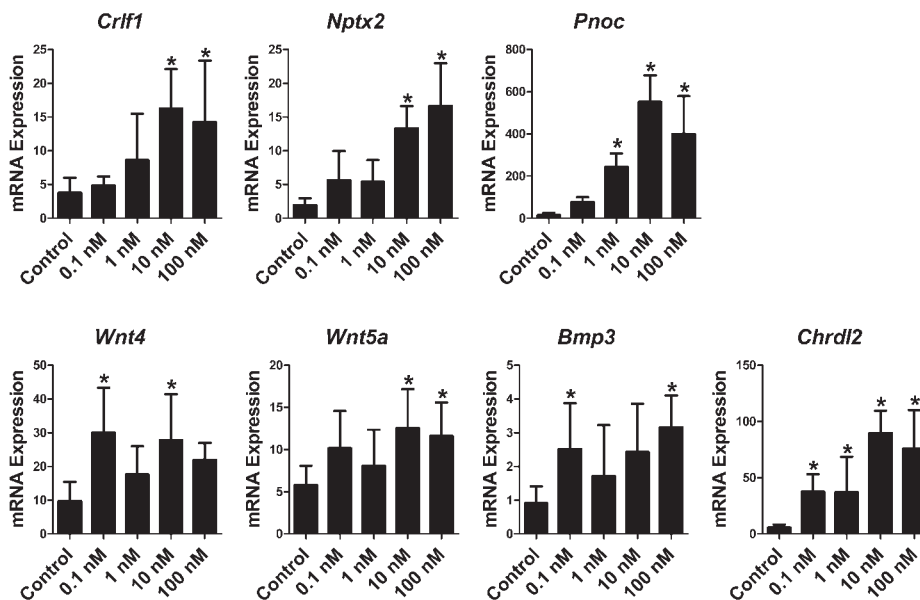 Crlf1
Nptx2
Pnoc
mRNA Expression
25
20
15
10
5
0
*
*
Control
0.1 nM
1 nM
10 nM
100 nM
mRNA Expression
25
20
15
10
5
0
*
*
Control
0.1 nM
1 nM
10 nM
100 nM
mRNA Expression
800
600
400
200
0
*
*
*
Control
0.1 nM
1 nM
10 nM
100 nM
Wnt4
Wnt5a
Bmp3
Chrdl2
mRNA Expression
50
40
30
20
10
0
*
*
Control
0.1 nM
1 nM
10 nM
100 nM
mRNA Expression
20
15
10
5
0
*
*
Control
0.1 nM
1 nM
10 nM
100 nM
mRNA Expression
5
4
3
2
1
0
*
*
Control
0.1 nM
1 nM
10 nM
100 nM
mRNA Expression
150
100
50
0
*
*
*
*
Control
0.1 nM
1 nM
10 nM
100 nM